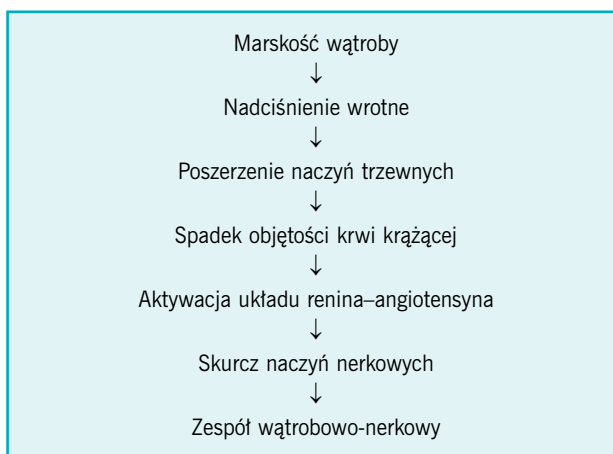 Marskość wątroby
↓
Nadciśnienie wrotne
↓
Poszerzenie naczyń trzewnych
↓
Spadek objętości krwi krążącej
↓
Aktywacja układu renina–angiotensyna
↓
Skurcz naczyń nerkowych
↓
Zespół wątrobowo-nerkowy